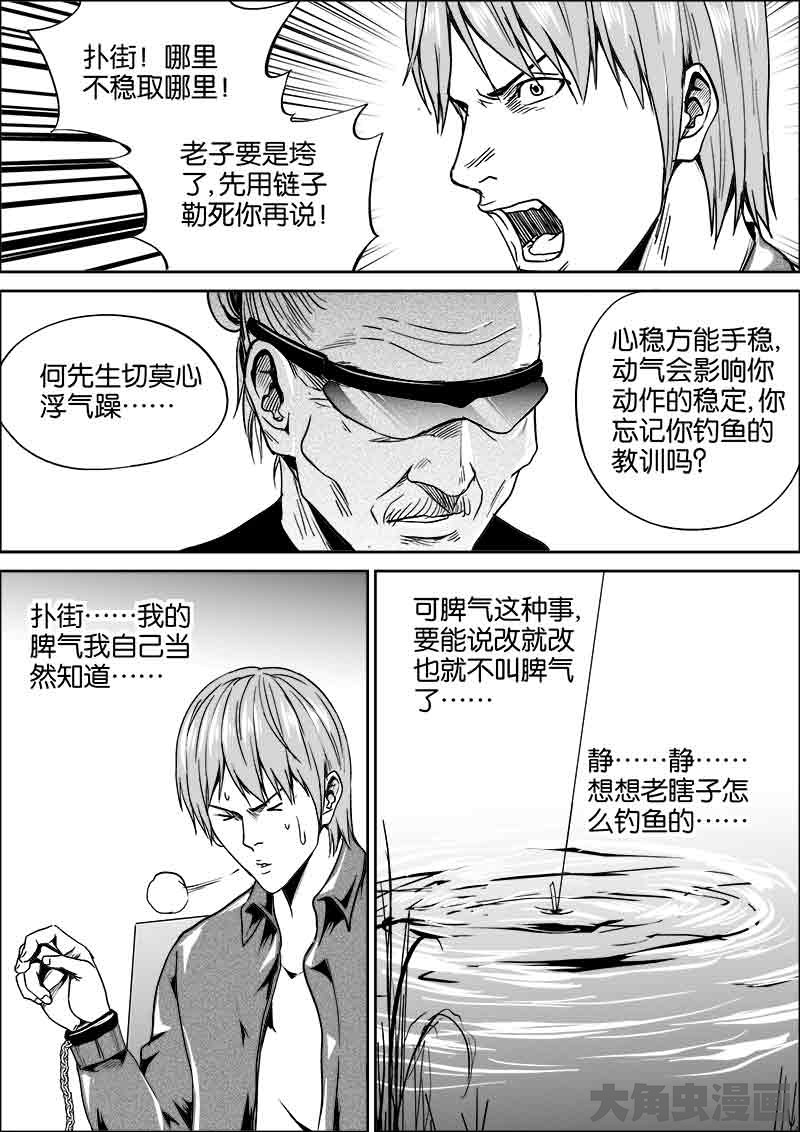 扑街！哪里
不稳取哪里！
老子要是垮
了,先用链子
勒死你再说！
何先生切莫心
浮气躁……
心稳方能手稳,
动气会影响你
动作的稳定,你
忘记你钓鱼的
教训吗？
扑街……我的
脾气我自己当
然知道……
可脾气这种事,
要能说改就改
也就不叫脾气
了……
静……静……
想想老瞎子怎
么钓鱼的……
大角虫漫画